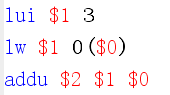 lui $1 3
lw $1 0($0)
addu $2 $1 $0